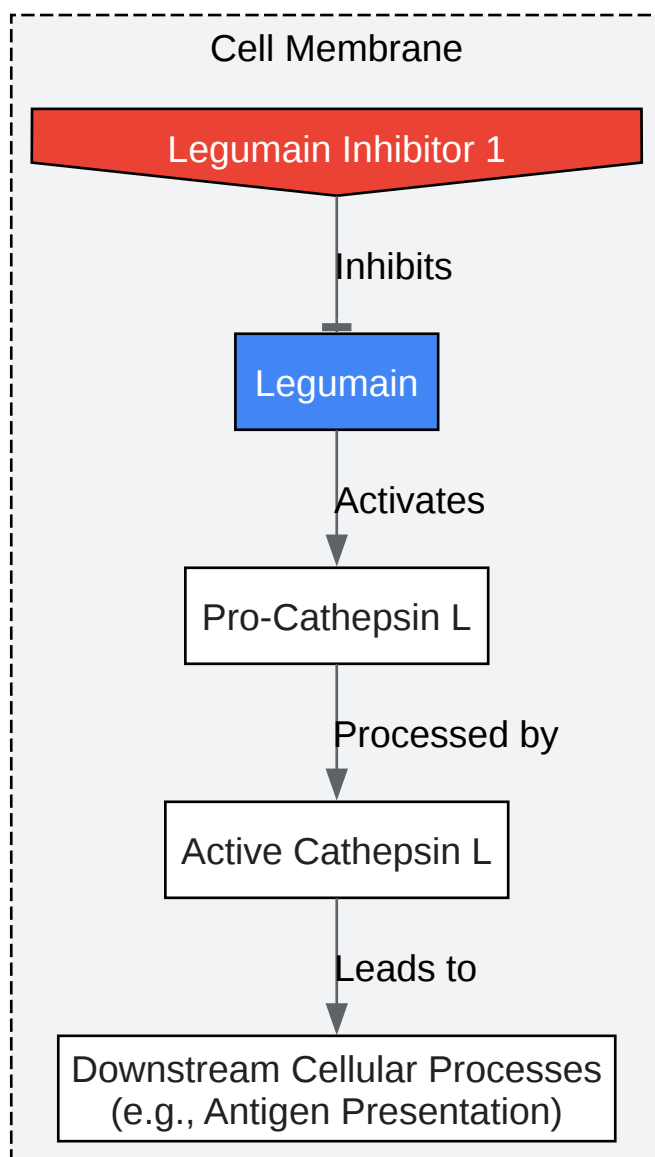 Cell Membrane
Legumain Inhibitor 1
Inhibits
Legumain
Activates
Pro-Cathepsin L
Processed by
Active Cathepsin L
Leads to
Downstream Cellular Processes
(e.g., Antigen Presentation)